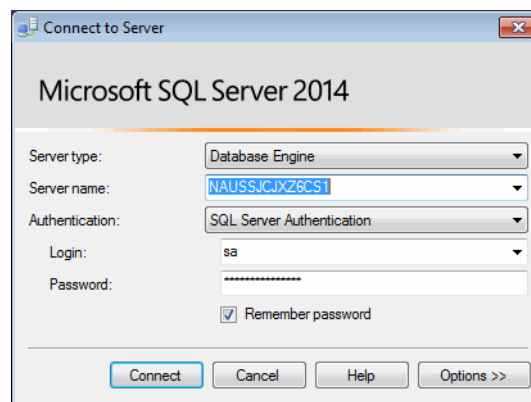 Connect to Server
Microsoft SQL Server 2014
Server type: Database Engine
Server name: NAUSSJCJXZ6CS1
Authentication: SQL Server Authentication
Login: sa
Password: ***************
Remember password
Connect Cancel Help Options >>